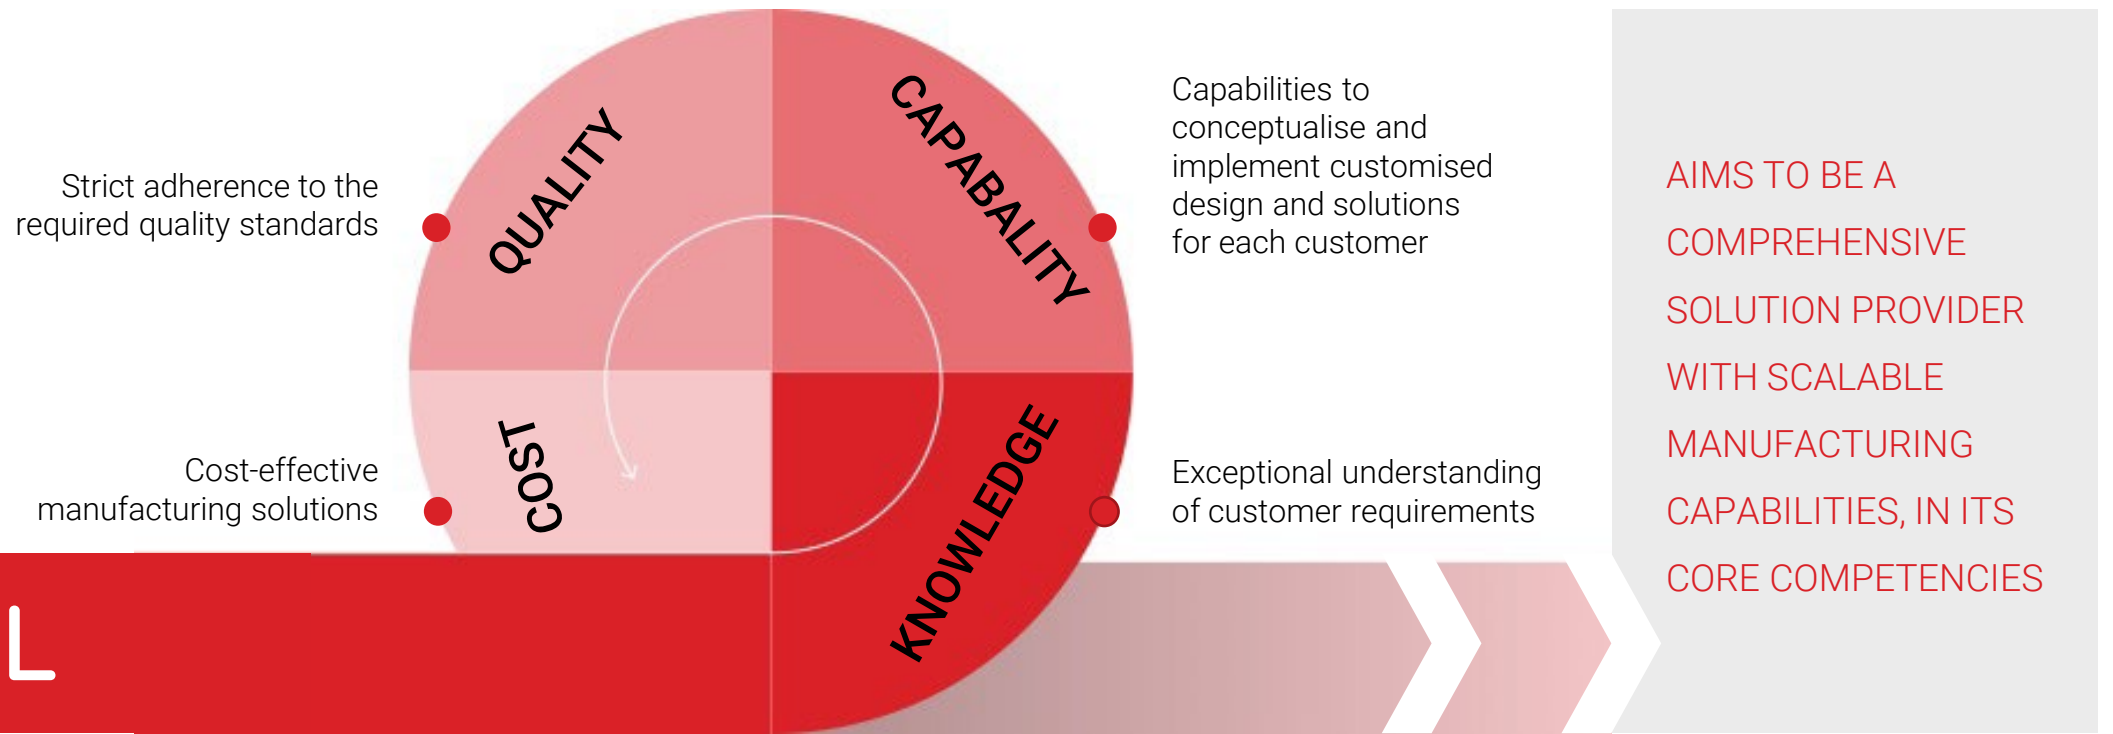 Strict adherence to the
required quality standards
QUALITY
CAPABALITY
Capabilities to
conceptualise and
implement customised
design and solutions
for each customer
Cost-effective
manufacturing solutions
COST
KNOWLEDGE
Exceptional understanding
of customer requirements
L
AIMS TO BE A
COMPREHENSIVE
SOLUTION PROVIDER
WITH SCALABLE
MANUFACTURING
CAPABILITIES, IN ITS
CORE COMPETENCIES